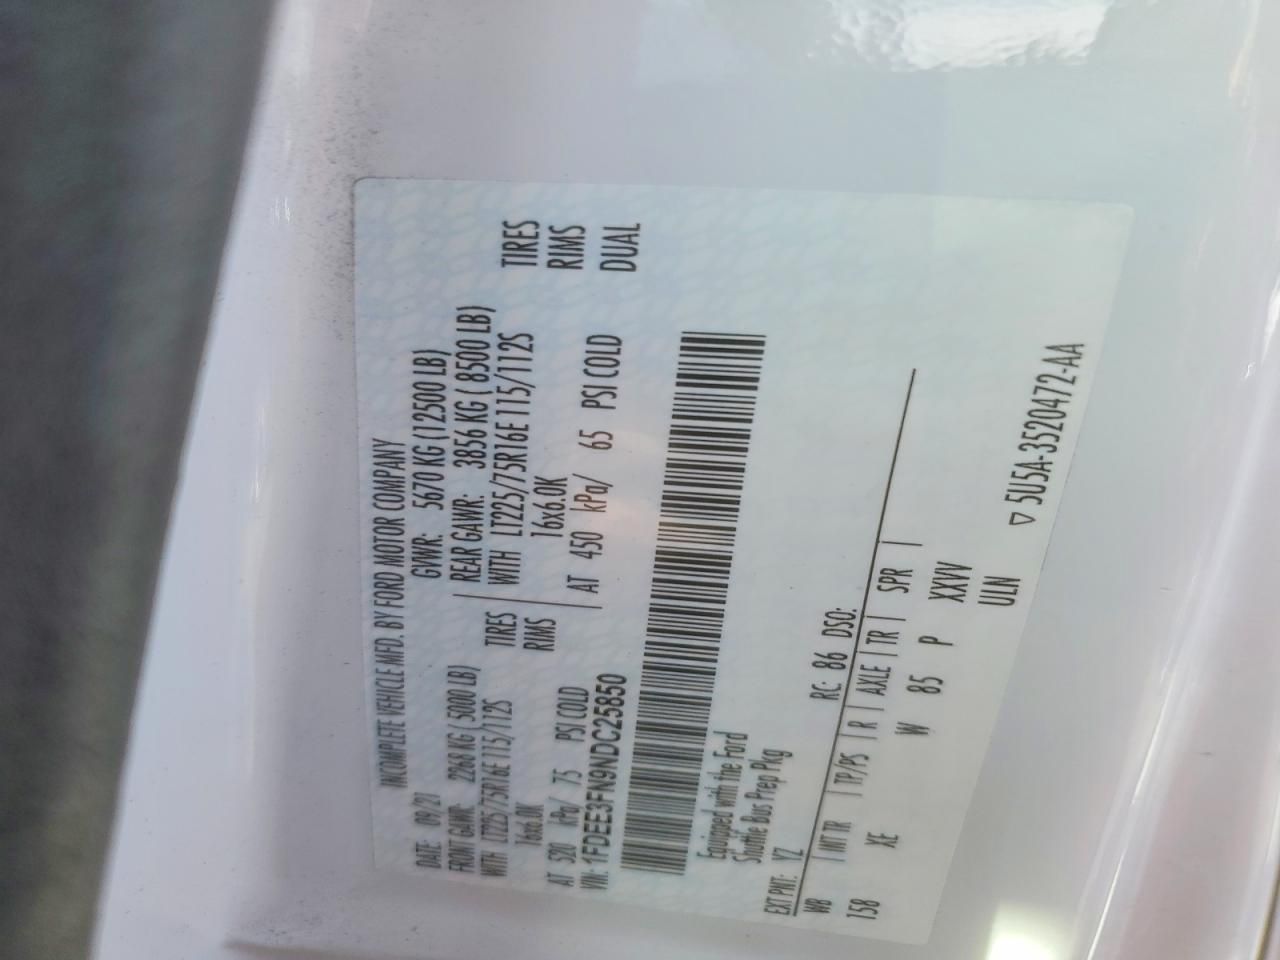 INCOMPLETE VEHICLE MFD. BY FORD MOTOR COMPANY
DATE: 09/21 GVWR: 5670 KG (12500 LB)
FRONT GAWR: 2268 KG 5000 LB) REAR GAWR: 3856 KG ( 8500 LB)
WITH LT225/75R16E 115/112S TIRES WITH LT225/75R16E 115/112S TIRES
16x6.0K RIMS 16x6.0K RIMS
AT 520 kPa/ 75 PSI COLD AT 450 kPa/ 65 PSI COLD DUAL
VIN: 1FDEE3FN9NDC25850
Equipped with the Ford
Shuttle Bus Prep Pkg
EXT PNT: YZ RC: 86 DSO:
WB | INT TR | TP/PS | R | AXLE | TR | SPR |
158 XE W 85 P XXVV
ULN
▽ 5U5A-3520472-AA